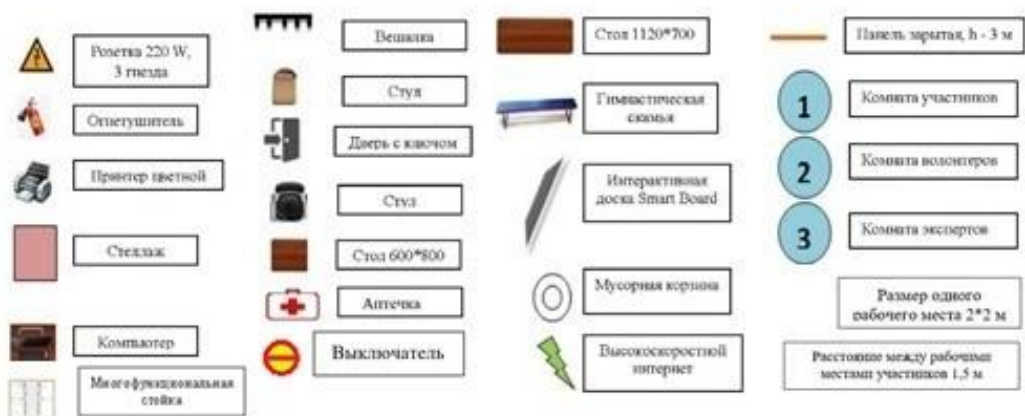 Розетка 220 W,
3 гнезда
Огнетушитель
Принтер цветной
Стеллаж
Компьютер
Многофункциональная
стойка
Вешалка
Стул
Дверь с ключом
Стул
Стол 600*800
Аптечка
Выключатель
Стол 1120*700
Гимнастическая
скамья
Интерактивная
доска Smart Board
Мусорная корзина
Высокоскоростной
интернет
Панель зарытая, h - 3 м
1
Комната участников
2
Комната волонтеров
3
Комната экспертов
Размер одного
рабочего места 2*2 м
Расстояние между рабочими
местами участников 1,5 м